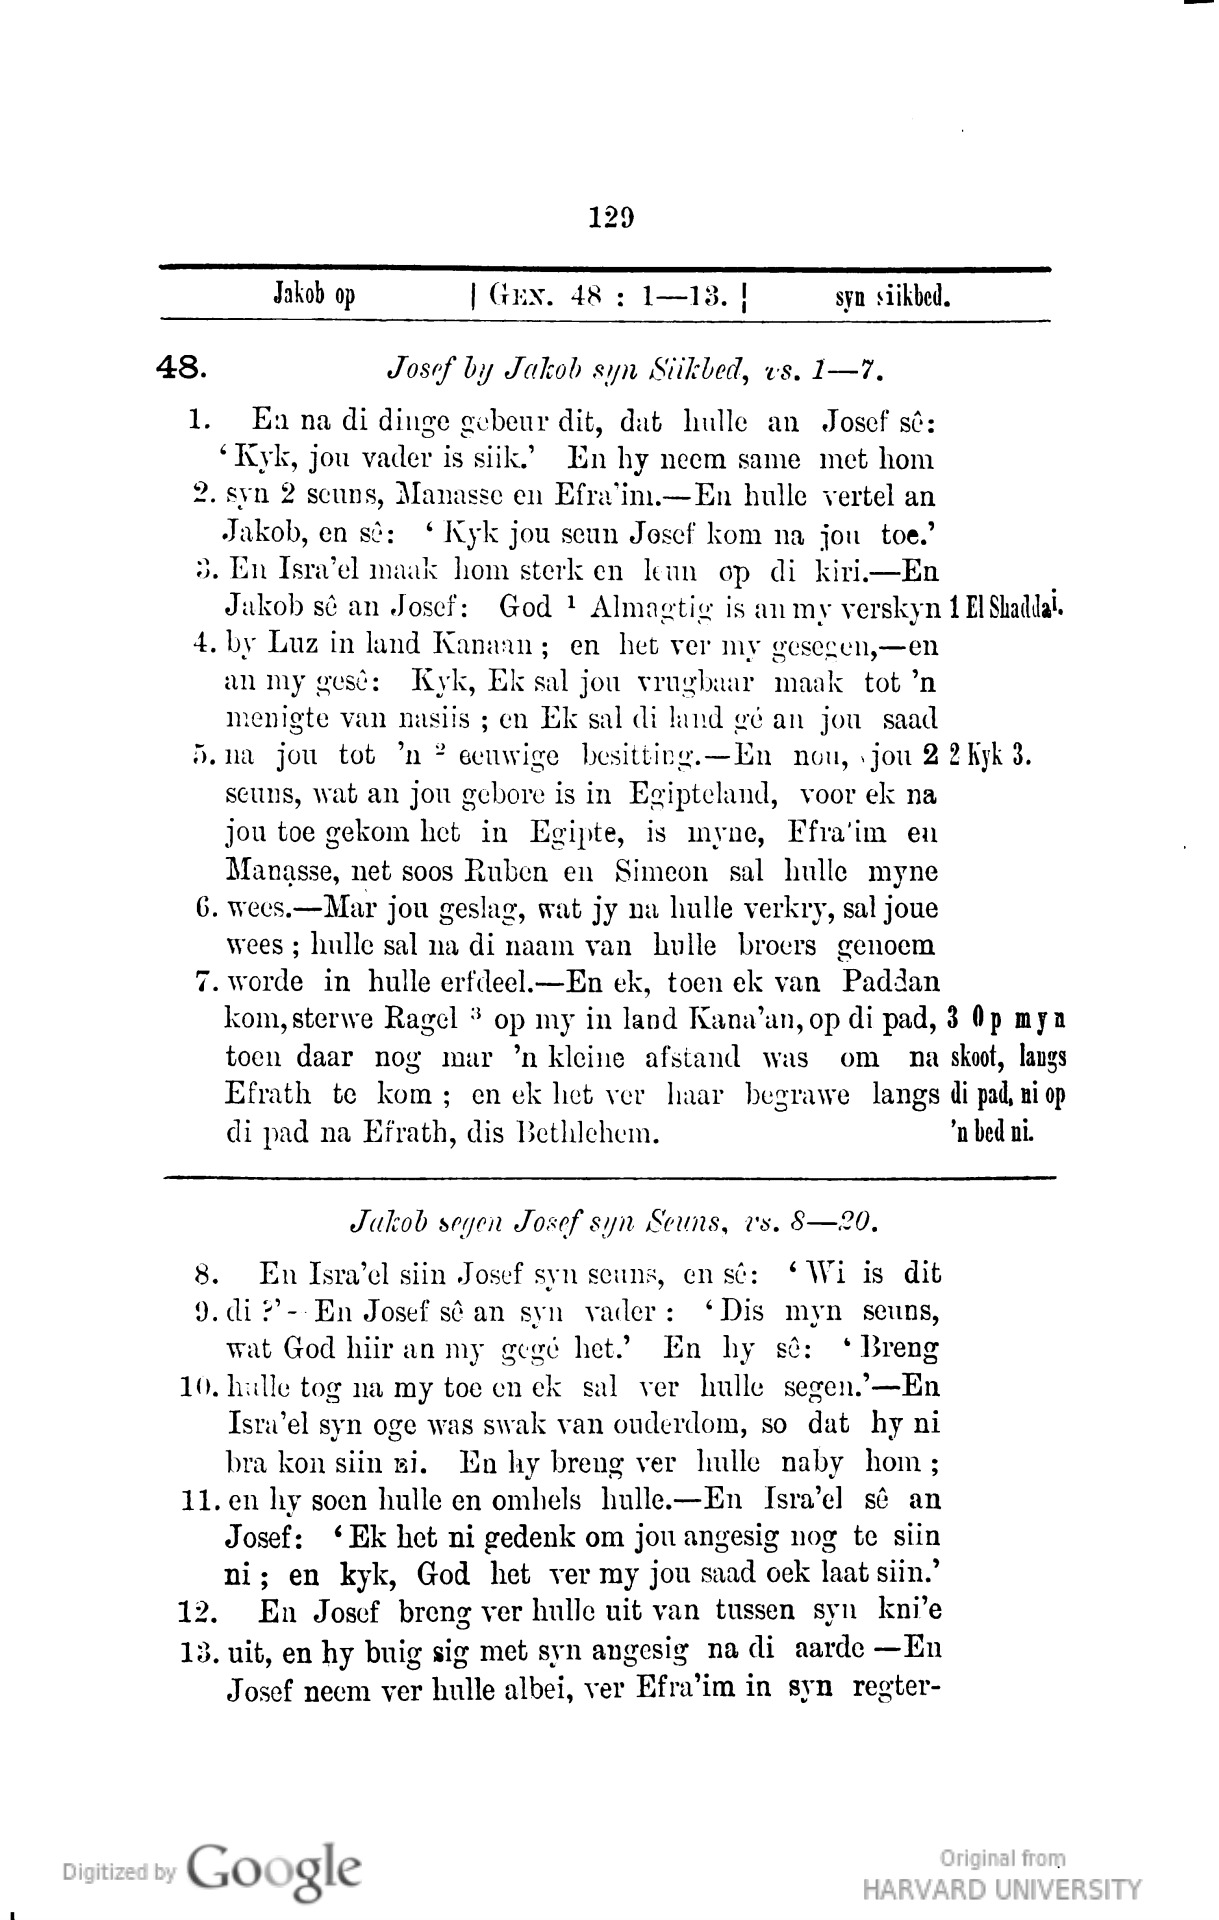 129
Jakob op | GEN. 48 : 1—13. | syn siikbed.
48. Josef by Jakob syn Siikbed, vs. 1—7.
1. En na di dinge gebeur dit, dat hulle an Josef sê:
‘Kyk, jou vader is siik.’ En hy neem same met hom
2. syn 2 seuns, Manasse en Efra’im.—En hulle vertel an
Jakob, en sê: ‘Kyk jou seun Josef kom na jou toe.’
3. En Isra’el maak hom sterk en leun op di kiri.—En
Jakob sê an Josef: God ¹ Almagtig is an my verskyn 1 El Shaddai.
4. by Luz in land Kanaan; en het ver my gesegen,—en
an my gesê: Kyk, Ek sal jou vrugbaar maak tot ’n
menigte van nasiis; en Ek sal di land gé an jou saad
5. na jou tot ’n ² eeuwige besitting.—En nou, jou 2 2 Kyk 3.
seuns, wat an jou gebore is in Egipteland, voor ek na
jou toe gekom het in Egipte, is myne, Efra’im en
Manasse, net soos Ruben en Simeon sal hulle myne
6. wees.—Mar jou geslag, wat jy na hulle verkry, sal joue
wees; hulle sal na di naam van hulle broers genoem
7. worde in hulle erfdeel.—En ek, toen ek van Paddan
kom, sterwe Ragel ³ op my in land Kana’an, op di pad, 3 Op myn
toen daar nog mar ’n kleine afstand was om na skoot, langs
Efrath te kom; en ek het ver haar begrawe langs di pad, ni op
di pad na Efrath, dis Bethlehem. ’n bed ni.
Jakob segen Josef syn Seuns, vs. 8—20.
8. En Isra’el siin Josef syn seuns, en sê: ‘Wi is dit
9. di?’- En Josef sê an syn vader: ‘Dis myn seuns,
wat God hiir an my gegé het.’ En hy sê: ‘Breng
10. hulle tog na my toe en ek sal ver hulle segen.’—En
Isra’el syn oge was swak van ouderdom, so dat hy ni
bra kon siin ni. En hy breng ver hulle naby hom;
11. en hy soen hulle en omhels hulle.—En Isra’el sê an
Josef: ‘Ek het ni gedenk om jou angesig nog te siin
ni; en kyk, God het ver my jou saad oek laat siin.’
12. En Josef breng ver hulle uit van tussen syn kni’e
13. uit, en hy buig sig met syn angesig na di aarde —En
Josef neem ver hulle albei, ver Efra’im in syn regter-
Digitized by Google
Original from
HARVARD UNIVERSITY